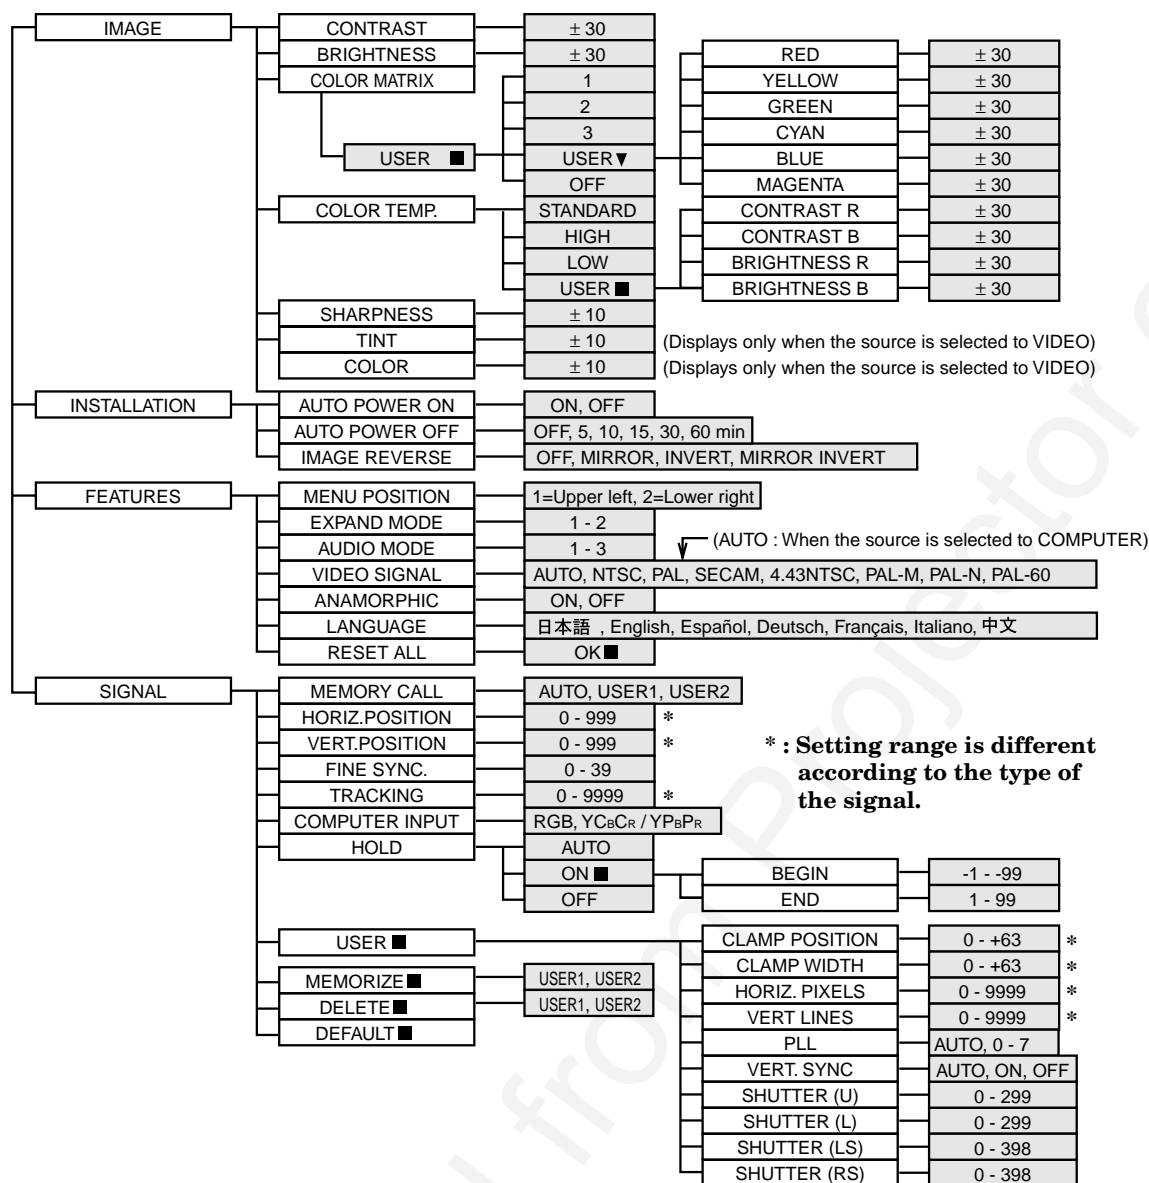 IMAGE CONTRAST ± 30
BRIGHTNESS ± 30 RED ± 30
COLOR MATRIX 1 YELLOW ± 30
2 GREEN ± 30
3 CYAN ± 30
USER ■ USER▼ BLUE ± 30
OFF MAGENTA ± 30
COLOR TEMP. STANDARD CONTRAST R ± 30
HIGH CONTRAST B ± 30
LOW BRIGHTNESS R ± 30
USER ■ BRIGHTNESS B ± 30
SHARPNESS ± 10
TINT ± 10 (Displays only when the source is selected to VIDEO)
COLOR ± 10 (Displays only when the source is selected to VIDEO)
INSTALLATION AUTO POWER ON ON, OFF
AUTO POWER OFF OFF, 5, 10, 15, 30, 60 min
IMAGE REVERSE OFF, MIRROR, INVERT, MIRROR INVERT
FEATURES MENU POSITION 1=Upper left, 2=Lower right
EXPAND MODE 1 - 2
AUDIO MODE 1 - 3 (AUTO : When the source is selected to COMPUTER)
VIDEO SIGNAL AUTO, NTSC, PAL, SECAM, 4.43NTSC, PAL-M, PAL-N, PAL-60
ANAMORPHIC ON, OFF
LANGUAGE 日本語 , English, Español, Deutsch, Français, Italiano, 中文
RESET ALL OK■
SIGNAL MEMORY CALL AUTO, USER1, USER2
HORIZ.POSITION 0 - 999 *
VERT.POSITION 0 - 999 * * : Setting range is different
FINE SYNC. 0 - 39 according to the type of
TRACKING 0 - 9999 * the signal.
COMPUTER INPUT RGB, YCBCR / YPBPR
HOLD AUTO
ON ■ BEGIN -1 - -99
OFF END 1 - 99
USER ■ CLAMP POSITION 0 - +63 *
CLAMP WIDTH 0 - +63 *
MEMORIZE■ USER1, USER2 HORIZ. PIXELS 0 - 9999 *
DELETE■ USER1, USER2 VERT LINES 0 - 9999 *
DEFAULT■ PLL AUTO, 0 - 7
VERT. SYNC AUTO, ON, OFF
SHUTTER (U) 0 - 299
SHUTTER (L) 0 - 299
SHUTTER (LS) 0 - 398
SHUTTER (RS) 0 - 398
from Projector